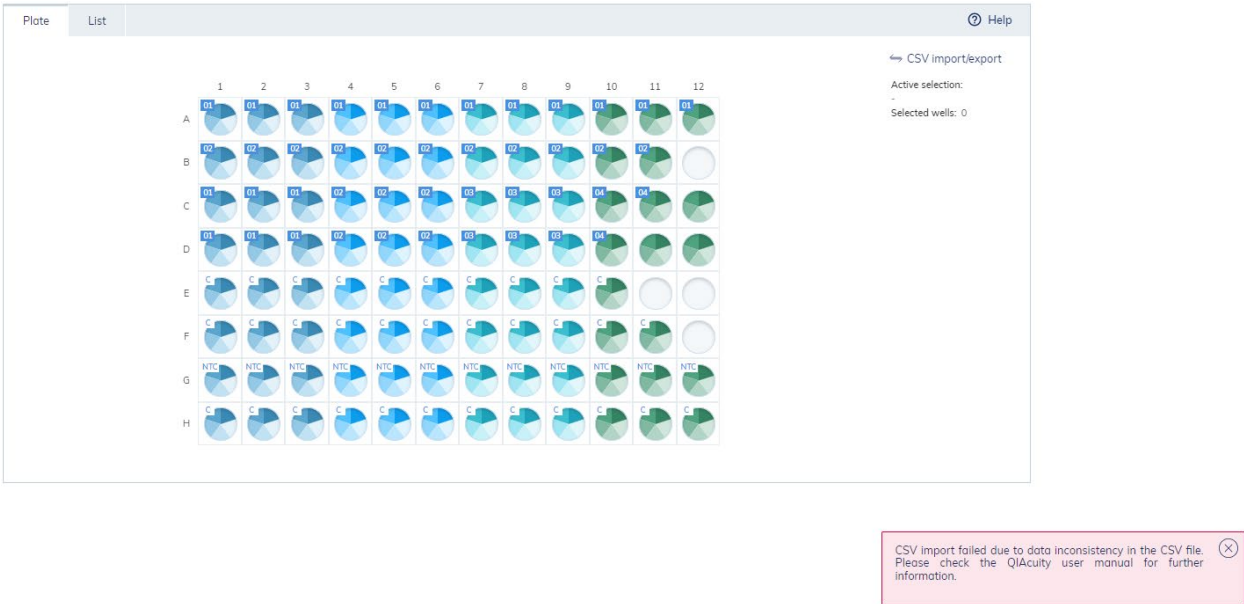 Plate List Help
CSV import/export
Active selection:
-
Selected wells: 0
1 2 3 4 5 6 7 8 9 10 11 12
A 01 01 01 01 01 01 01 01 01 01 01 01
B 02 02 02 02 02 02 02 02 02 02 02
C 01 01 01 02 02 02 03 03 03 04 04
D 01 01 01 02 02 02 03 03 03 04
E C C C C C C C C C C
F C C C C C C C C C C C
G NTC NTC NTC NTC NTC NTC NTC NTC NTC NTC NTC NTC
H C C C C C C C C C C C C
CSV import failed due to data inconsistency in the CSV file.
Please check the QIAcuity user manual for further
information.